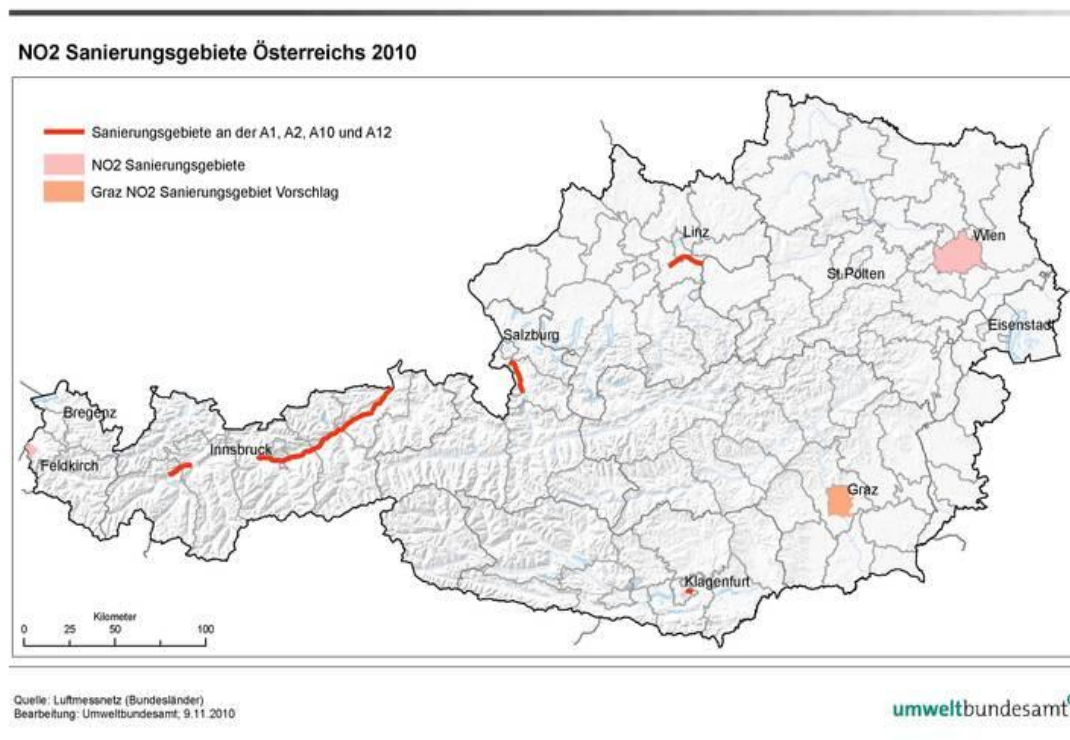 NO2 Sanierungsgebiete Österreichs 2010
Sanierungsgebiete an der A1, A2, A10 und A12
NO2 Sanierungsgebiete
Graz NO2 Sanierungsgebiet Vorschlag
Linz
Wien
St.Pölten
Eisenstadt
Salzburg
Bregenz
Innsbruck
Feldkirch
Graz
Klagenfurt
Kilometer
0 25 50 100
Quelle: Luftmessnetz (Bundesländer)
Bearbeitung: Umweltbundesamt; 9.11.2010
umweltbundesamt